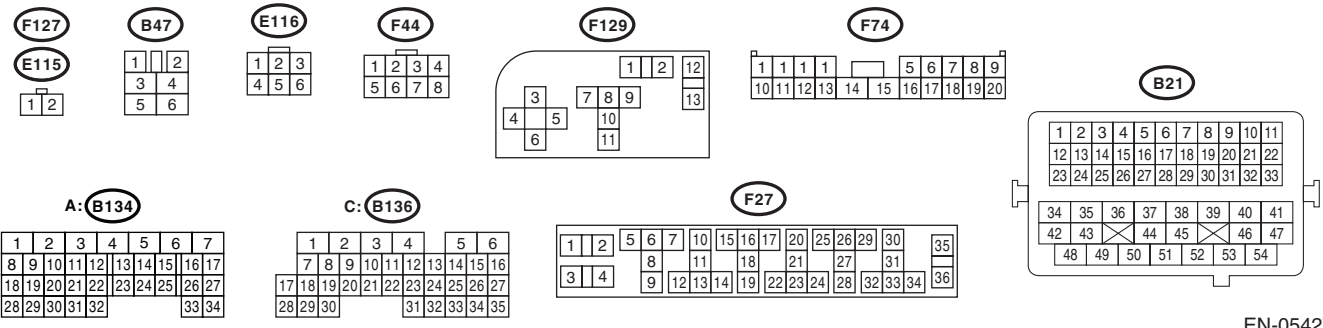 F127
B47
E116
F44
F129
F74
E115
B21
1 2
1 2
3 4
5 6
1 2 3
4 5 6
1 2 3 4
5 6 7 8
1 2 12
3 7 8 9 13
4 5 10
6 11
1 1 1 1 5 6 7 8 9
10 11 12 13 14 15 16 17 18 19 20
1 2 3 4 5 6 7 8 9 10 11
12 13 14 15 16 17 18 19 20 21 22
23 24 25 26 27 28 29 30 31 32 33
34 35 36 37 38 39 40 41
42 43 44 45 46 47
48 49 50 51 52 53 54
A: B134
1 2 3 4 5 6 7
8 9 10 11 12 13 14 15 16 17
18 19 20 21 22 23 24 25 26 27
28 29 30 31 32 33 34
C: B136
1 2 3 4 5 6
7 8 9 10 11 12 13 14 15 16
17 18 19 20 21 22 23 24 25 26 27
28 29 30 31 32 33 34 35
F27
1 2 5 6 7 10 15 16 17 20 25 26 29 30 35
8 11 18 21 27 31
3 4 9 12 13 14 19 22 23 24 28 32 33 34 36
EN-0542